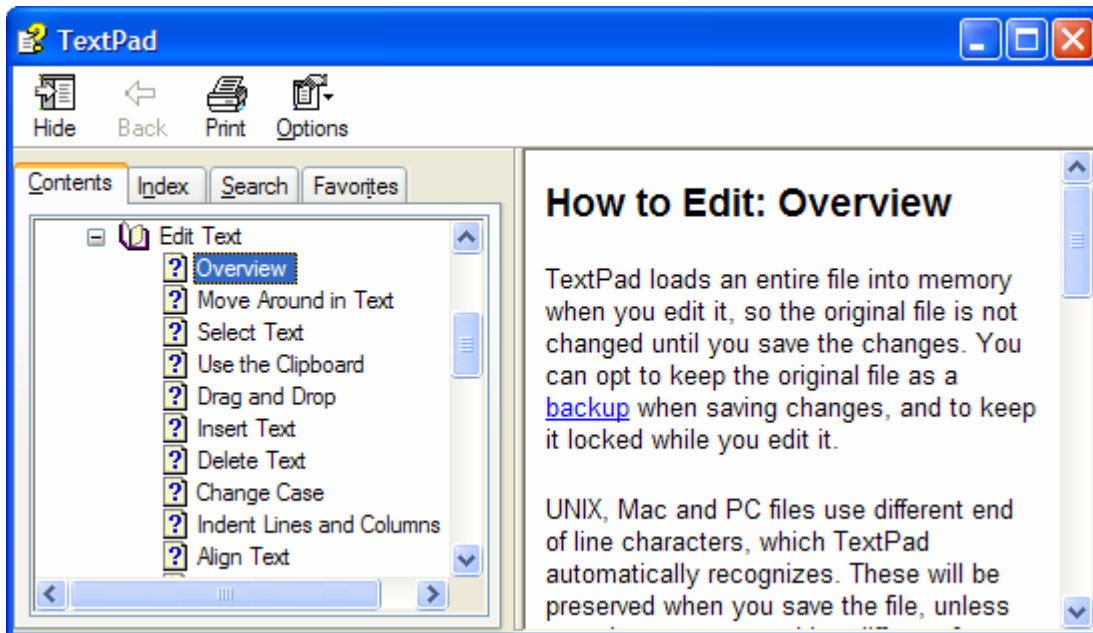 TextPad
Hide Back Print Options
Contents Index Search Favorites
Edit Text
Overview
Move Around in Text
Select Text
Use the Clipboard
Drag and Drop
Insert Text
Delete Text
Change Case
Indent Lines and Columns
Align Text
How to Edit: Overview
TextPad loads an entire file into memory
when you edit it, so the original file is not
changed until you save the changes. You
can opt to keep the original file as a
backup when saving changes, and to keep
it locked while you edit it.
UNIX, Mac and PC files use different end
of line characters, which TextPad
automatically recognizes. These will be
preserved when you save the file, unless